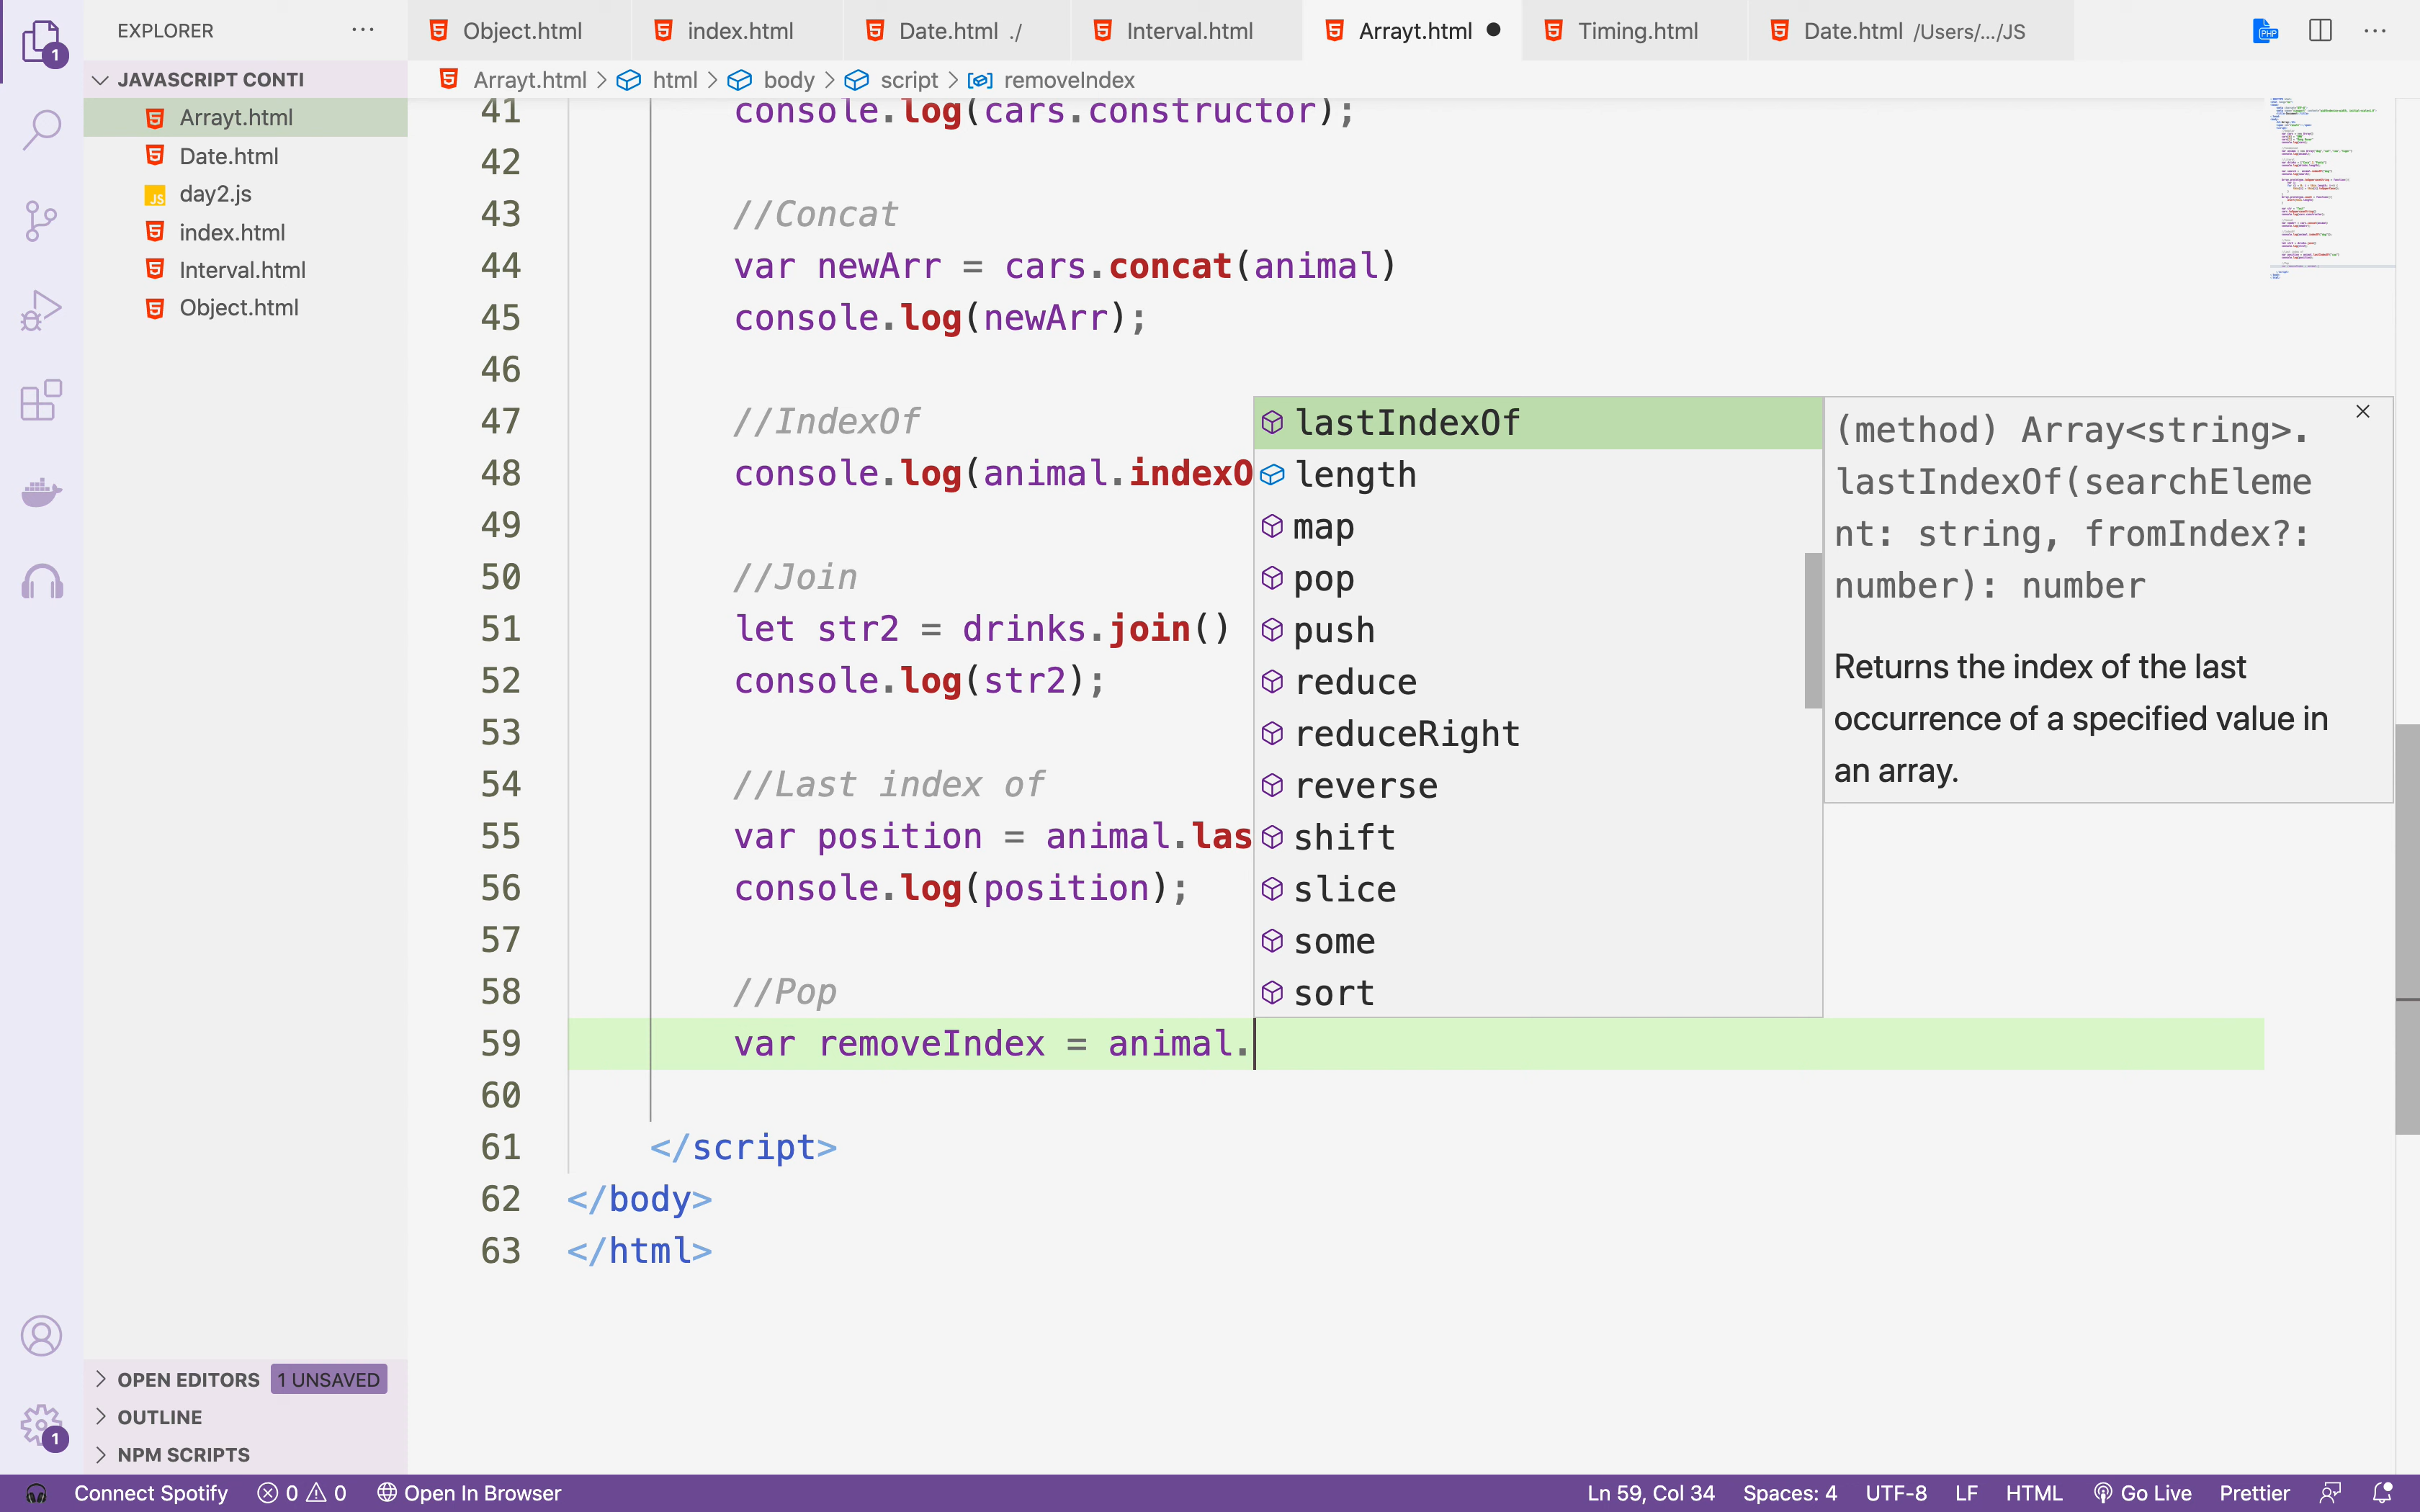 EXPLORER
Object.html
index.html
Date.html ./
Interval.html
Arrayt.html
Timing.html
Date.html /Users/.../JS
JAVASCRIPT CONTI
Arrayt.html
Date.html
day2.js
index.html
Interval.html
Object.html
Arrayt.html > html > body > script > removeIndex
41 console.log(cars.constructor);
42
43 //Concat
44 var newArr = cars.concat(animal)
45 console.log(newArr);
46
47 //IndexOf
48 console.log(animal.indexO
49
50 //Join
51 let str2 = drinks.join()
52 console.log(str2);
53
54 //Last index of
55 var position = animal.las
56 console.log(position);
57
58 //Pop
59 var removeIndex = animal.
60
61 </script>
62 </body>
63 </html>
lastIndexOf
length
map
pop
push
reduce
reduceRight
reverse
shift
slice
some
sort
(method) Array<string>.
lastIndexOf(searchEleme
nt: string, fromIndex?:
number): number
Returns the index of the last
occurrence of a specified value in
an array.
OPEN EDITORS 1 UNSAVED
OUTLINE
NPM SCRIPTS
1
1
PHP
Connect Spotify 0 0 Open In Browser Ln 59, Col 34 Spaces: 4 UTF-8 LF HTML Go Live Prettier